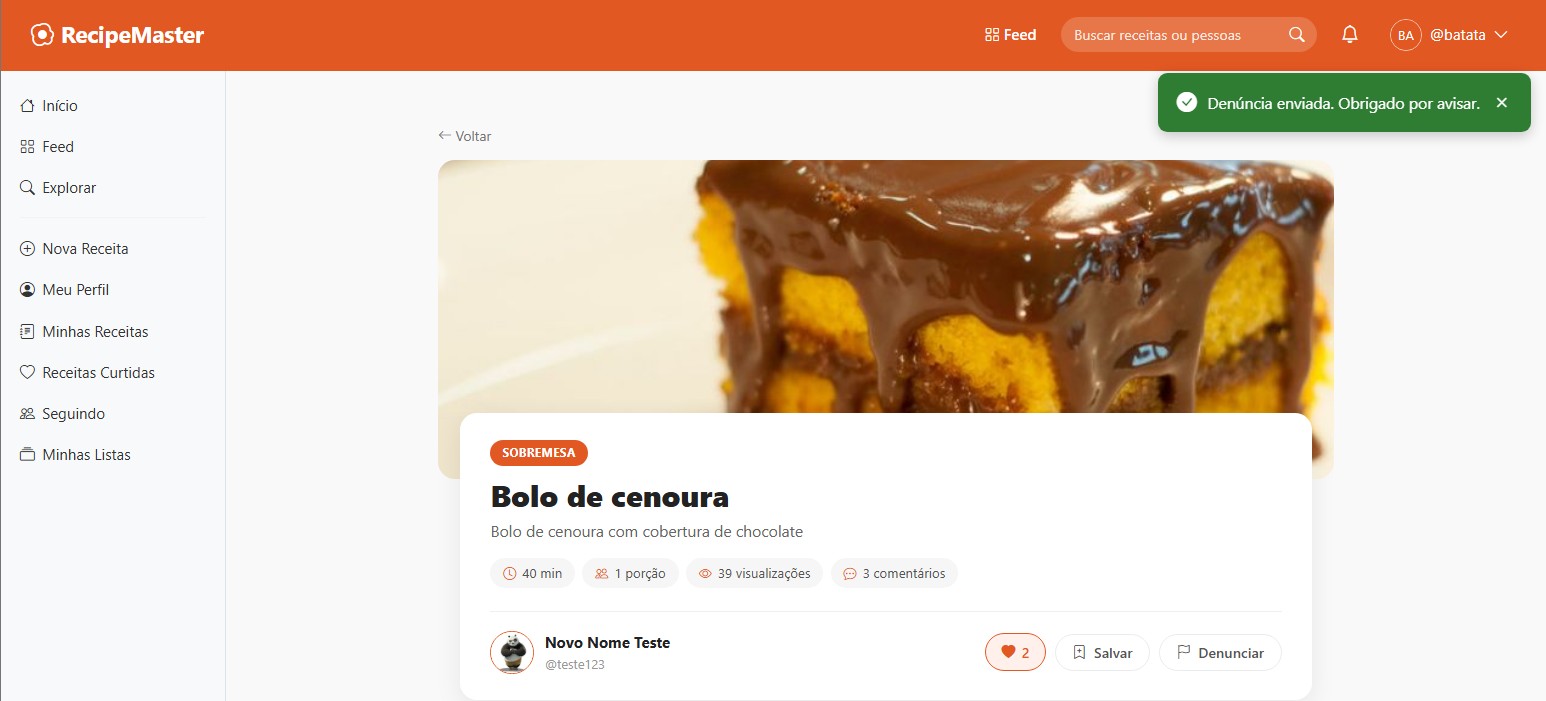 RecipeMaster
Feed
Buscar receitas ou pessoas
BA
@batata
Denúncia enviada. Obrigado por avisar.
Início
Feed
Explorar
Nova Receita
Meu Perfil
Minhas Receitas
Receitas Curtidas
Seguindo
Minhas Listas
Voltar
SOBREMESA
Bolo de cenoura
Bolo de cenoura com cobertura de chocolate
40 min
1 porção
39 visualizações
3 comentários
Novo Nome Teste
@teste123
2
Salvar
Denunciar